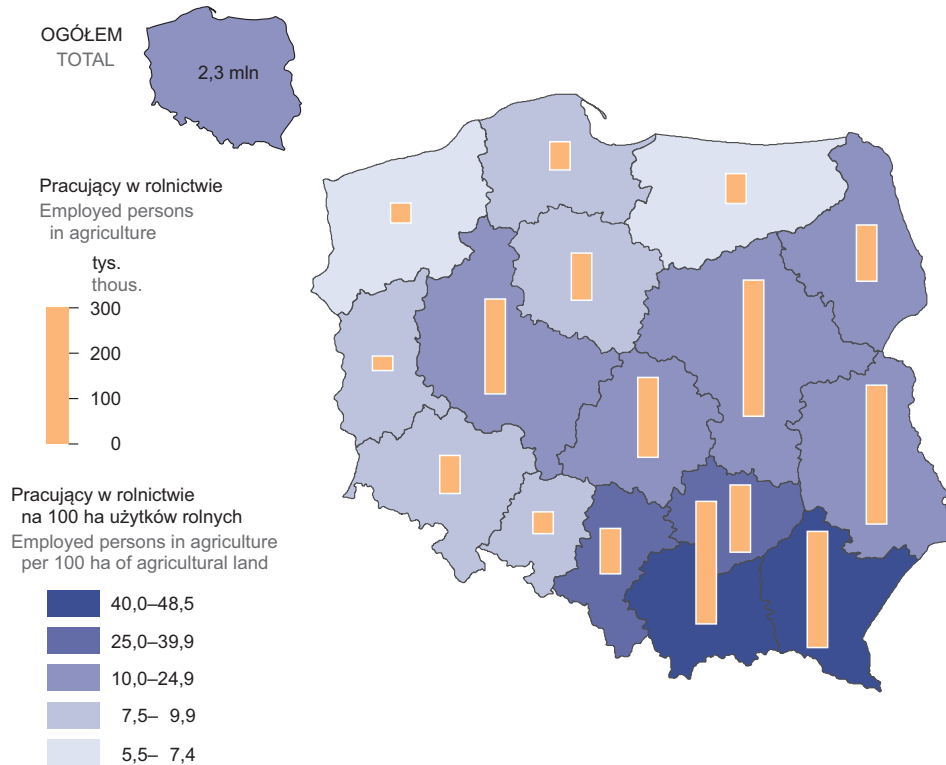 OGÓŁEM
TOTAL
2,3 mln
Pracujący w rolnictwie
Employed persons
in agriculture
tys.
thous.
300
200
100
0
Pracujący w rolnictwie
na 100 ha użytków rolnych
Employed persons in agriculture
per 100 ha of agricultural land
40,0–48,5
25,0–39,9
10,0–24,9
7,5– 9,9
5,5– 7,4